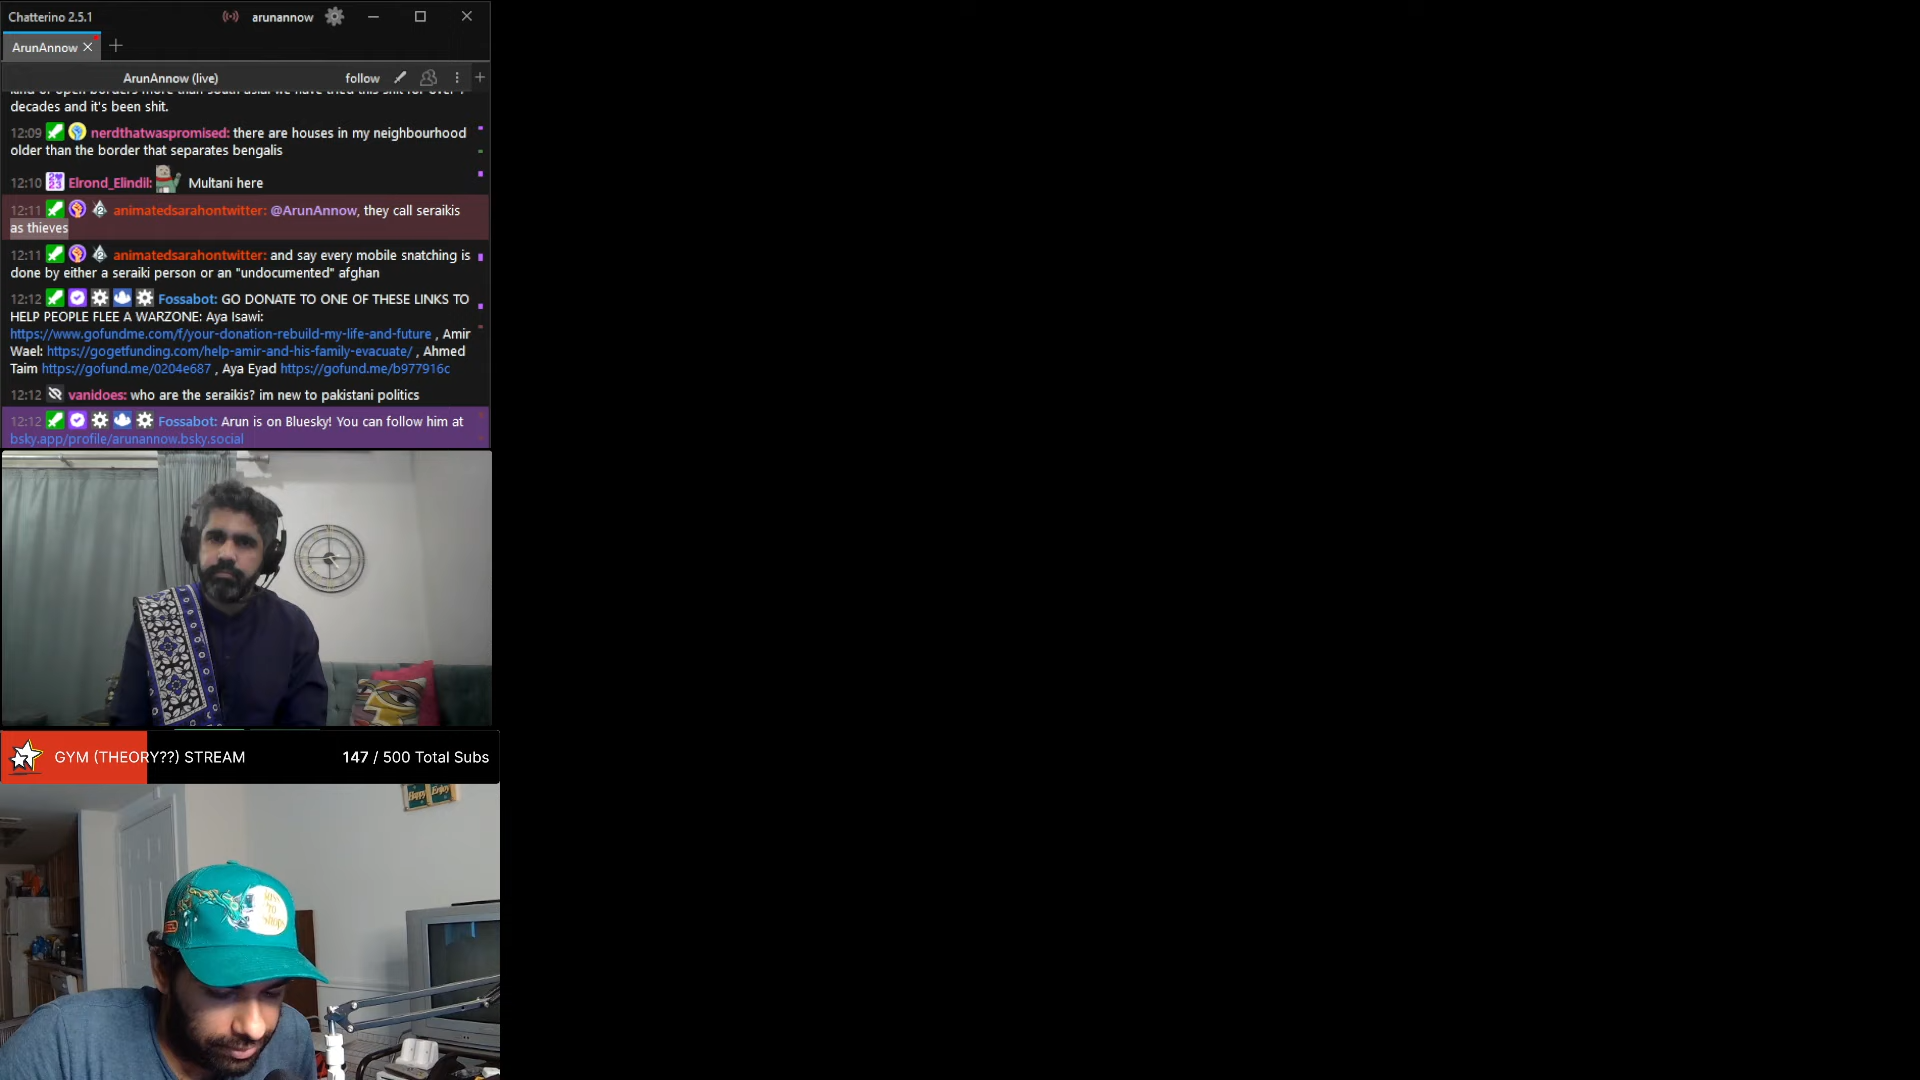 Chatterino 2.5.1
arunannow
ArunAnnow
ArunAnnow (live)
follow
decades and it's been shit.
12:09 nerdthatwaspromised: there are houses in my neighbourhood
older than the border that separates bengalis
12:10 Elrond_Elindil: Multani here
12:11 animatedsarahontwitter: @ArunAnnow, they call seraikis
as thieves
12:11 animatedsarahontwitter: and say every mobile snatching is
done by either a seraiki person or an "undocumented" afghan
12:12 Fossabot: GO DONATE TO ONE OF THESE LINKS TO
HELP PEOPLE FLEE A WARZONE: Aya Isawi:
https://www.gofundme.com/f/your-donation-rebuild-my-life-and-future , Amir
Wael: https://gogetfunding.com/help-amir-and-his-family-evacuate/ , Ahmed
Taim https://gofund.me/0204e687 , Aya Eyad https://gofund.me/b977916c
12:12 vanidoes: who are the seraikis? im new to pakistani politics
12:12 Fossabot: Arun is on Bluesky! You can follow him at
bsky.app/profile/arunannow.bsky.social
GYM (THEORY??) STREAM
147 / 500 Total Subs
Happy Enjoy